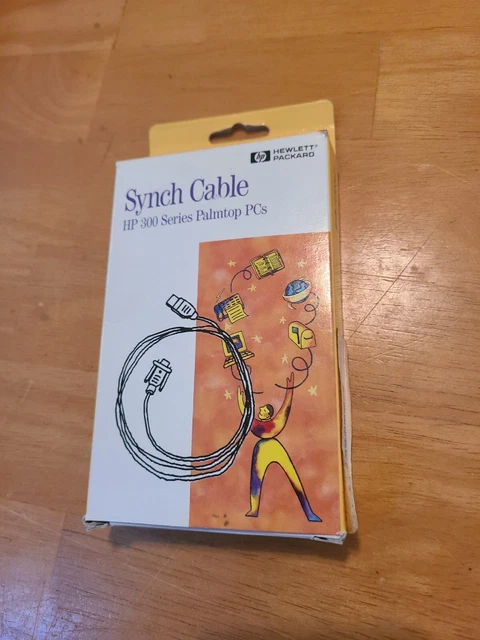 hp HEWLETT®
PACKARD
Synch Cable
HP 300 Series Palmtop PCs